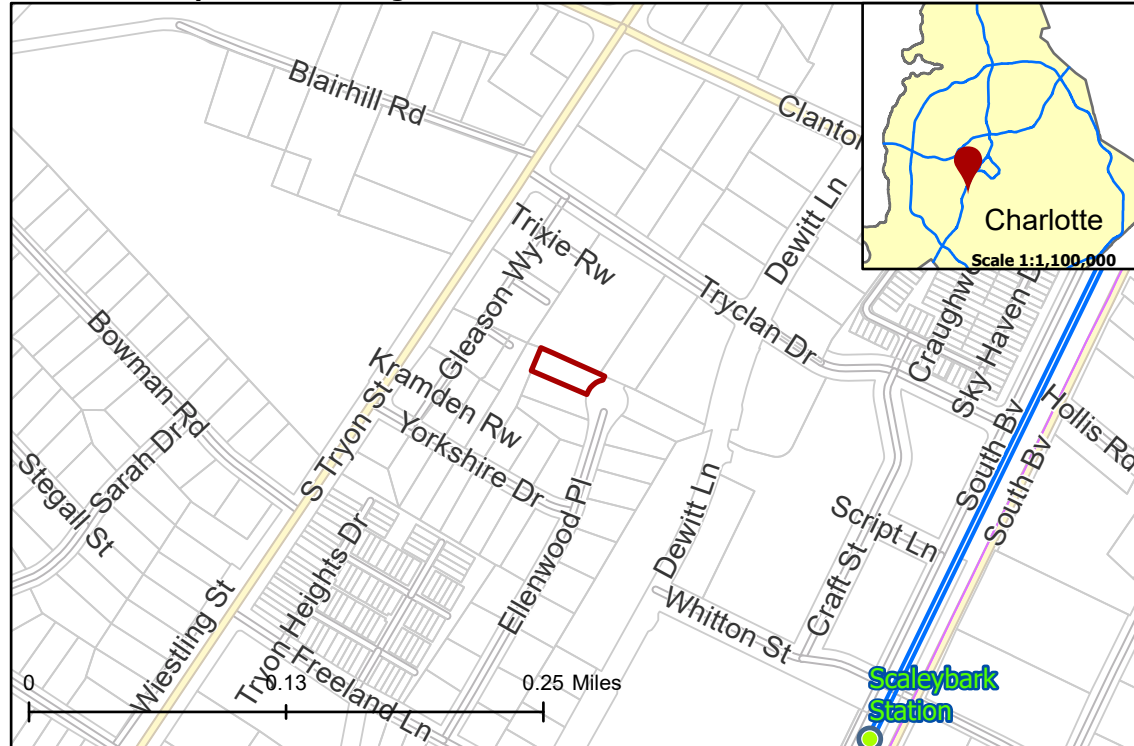 Blairhill Rd
Clanton
Charlotte
Scale 1:1,100,000
Trixie Rw
Dewitt Ln
Gleason Wy
Tryclan Dr
Craughwe
Sky Haven D
Bowman Rd
Kramden Rw
S Tryon St
Yorkshire Dr
Hollis Rd
Sarah Dr
Stegall St
South Bv
South Bv
Dewitt Ln
Ellenwood Pl
Script Ln
Tryon Heights Dr
Craft St
Wiestling St
Whitton St
Freeland Ln
0
0.13
0.25 Miles
Scaleybark
Station